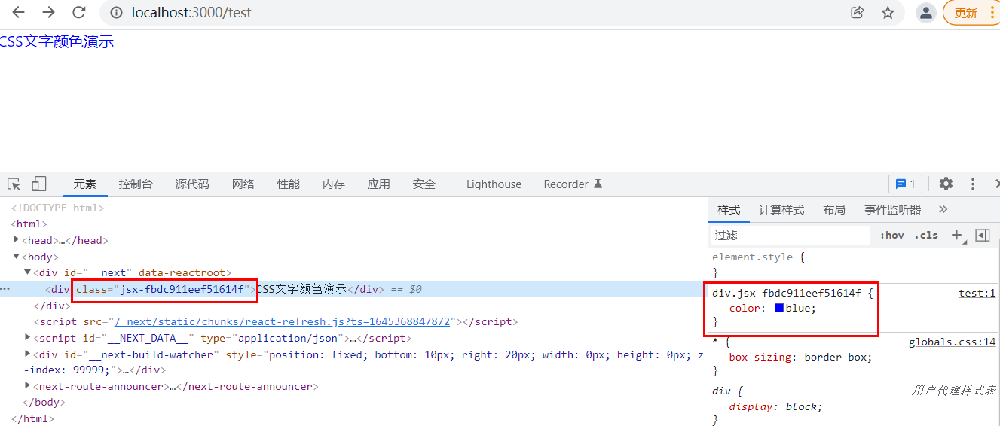 localhost:3000/test 更新
CSS文字颜色演示
元素 控制台 源代码 网络 性能 内存 应用 安全 Lighthouse Recorder 1
<!DOCTYPE html>
<html>
<head>…</head>
<body>
<div id="__next" data-reactroot>
<div class="jsx-fbdc911eef51614f">CSS文字颜色演示</div> == $0
</div>
<script src="/_next/static/chunks/react-refresh.js?ts=1645368847872"></script>
<script id="__NEXT_DATA__" type="application/json">…</script>
<div id="__next-build-watcher" style="position: fixed; bottom: 10px; right: 20px; width: 0px; height: 0px; z
-index: 99999;">…</div>
<next-route-announcer>…</next-route-announcer>
</body>
</html>
样式 计算样式 布局 事件监听器 »
过滤 :hov .cls +
element.style {
}
div.jsx-fbdc911eef51614f { test:1
color: blue;
}
* { globals.css:14
box-sizing: border-box;
}
div { 用户代理样式表
display: block;
}